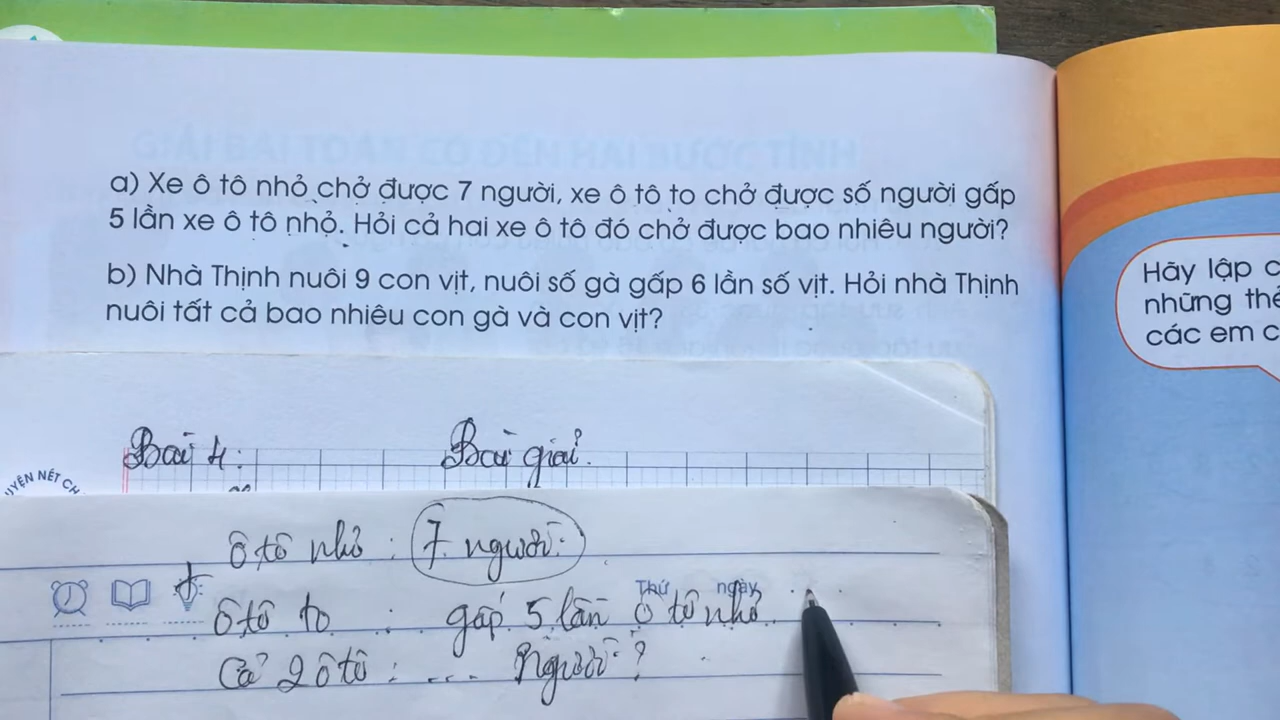 a) Xe ô tô nhỏ chở được 7 người, xe ô tô to chở được số người gấp
5 lần xe ô tô nhỏ. Hỏi cả hai xe ô tô đó chở được bao nhiêu người?
b) Nhà Thịnh nuôi 9 con vịt, nuôi số gà gấp 6 lần số vịt. Hỏi nhà Thịnh
nuôi tất cả bao nhiêu con gà và con vịt?
Hãy lập
những
các em
Bài 4: Bài giải.
ô tô nhỏ : 7 người.
Thứ ngày
ô tô to : gấp 5 lần ô tô nhỏ
Cả 2 ô tô : .... Người?